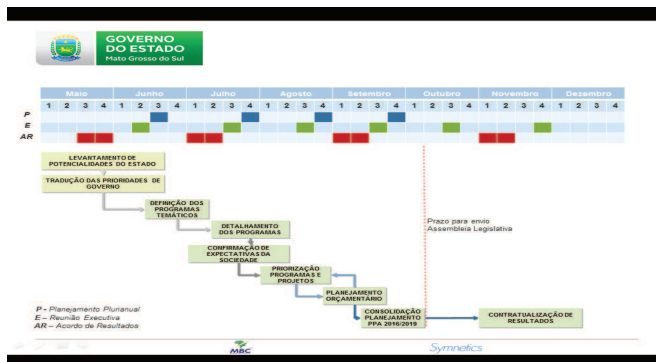 GOVERNO
DO ESTADO
Mato Grosso do Sul
Maio Junho Julho Agosto Setembro Outubro Novembro Dezembro
1 2 3 4 1 2 3 4 1 2 3 4 1 2 3 4 1 2 3 4 1 2 3 4 1 2 3 4 1 2 3 4
P
E
AR
LEVANTAMENTO DE
POTENCIALIDADES DO ESTADO
TRADUÇÃO DAS PRIORIDADES DE
GOVERNO
DEFINIÇÃO DOS
PROGRAMAS
TEMÁTICOS
DETALHAMENTO
DOS PROGRAMAS
CONFIRMAÇÃO DE
EXPECTATIVAS DA
SOCIEDADE
PRIORIZAÇÃO
PROGRAMAS E
PROJETOS
PLANEJAMENTO
ORÇAMENTÁRIO
CONSOLIDAÇÃO
PLANEJAMENTO
PPA 2016/2019
CONTRATUALIZAÇÃO DE
RESULTADOS
Prazo para envio
Assembleia Legislativa
P - Planejamento Plurianual
E – Reunião Executiva
AR – Acordo de Resultados
MBC
Symnetics